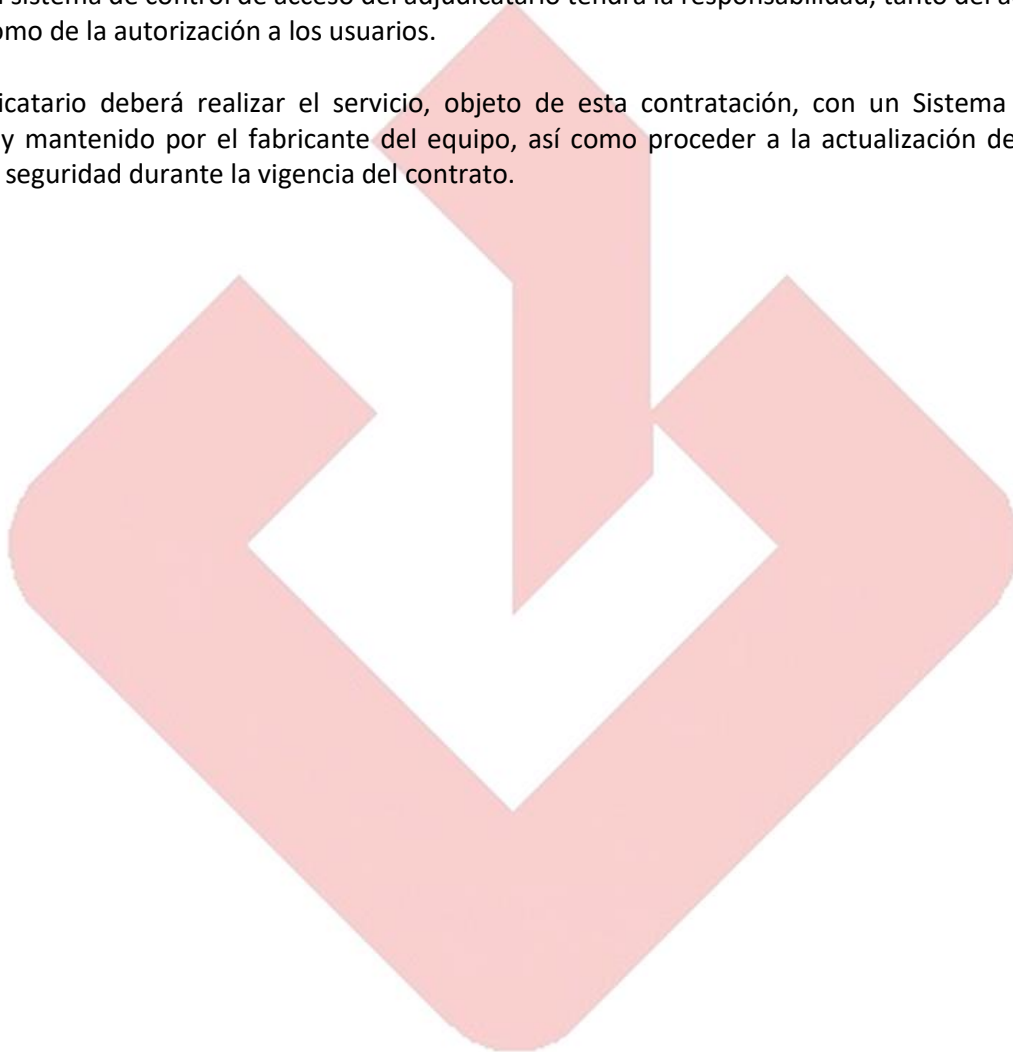 sistema de control de acceso del adjudicatario tendrá la responsabilidad, tanto del
omo de la autorización a los usuarios.
icatario deberá realizar el servicio, objeto de esta contratación, con un Sistema
y mantenido por el fabricante del equipo, así como proceder a la actualización de
seguridad durante la vigencia del contrato.